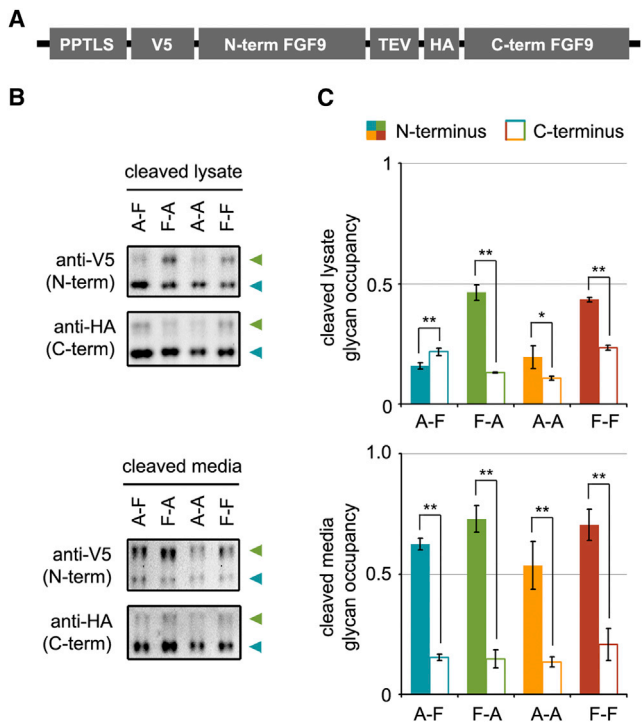 A
PPTLS V5 N-term FGF9 TEV HA C-term FGF9
B
cleaved lysate
A-F F-A A-A F-F
anti-V5
(N-term)
anti-HA
(C-term)
cleaved media
A-F F-A A-A F-F
anti-V5
(N-term)
anti-HA
(C-term)
C
N-terminus C-terminus
cleaved lysate
glycan occupancy
1
0.5
0
** ** * **
A-F F-A A-A F-F
cleaved media
glycan occupancy
1.0
0.5
0
** ** ** **
A-F F-A A-A F-F